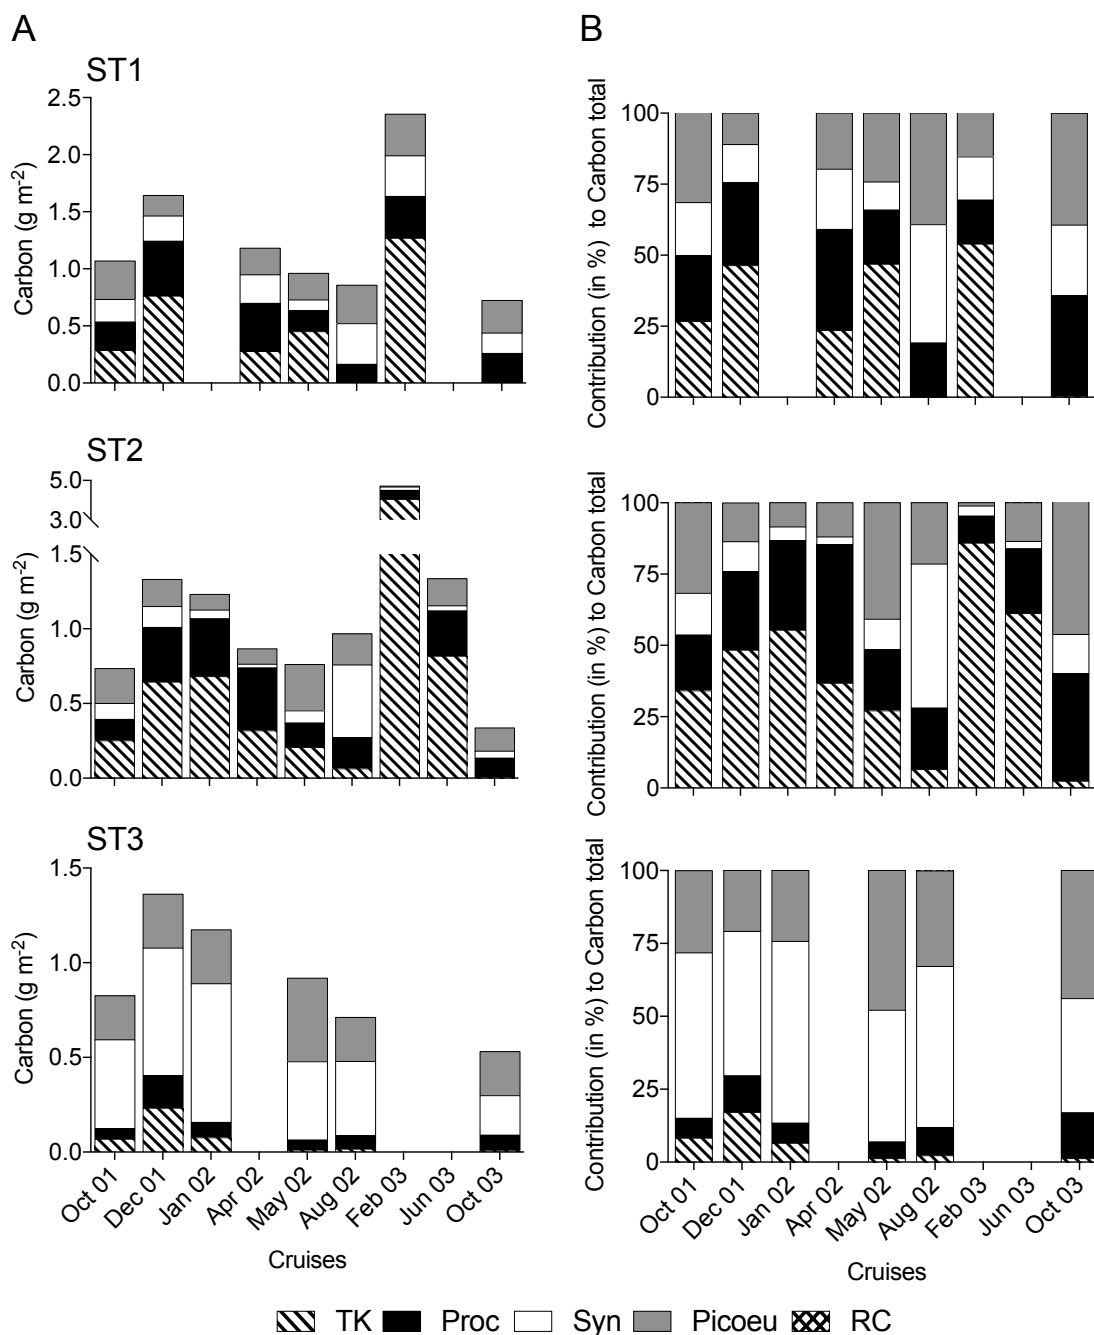 A
B
ST1
2.5
2.0
1.5
1.0
0.5
0.0
Carbon (g m-2)
100
75
50
25
0
Contribution (in %) to Carbon total
ST2
5.0
3.0
1.5
1.0
0.5
0.0
Carbon (g m-2)
100
75
50
25
0
Contribution (in %) to Carbon total
ST3
1.5
1.0
0.5
0.0
Carbon (g m-2)
Oct 01
Dec 01
Jan 02
Apr 02
May 02
Aug 02
Feb 03
Jun 03
Oct 03
Cruises
100
75
50
25
0
Contribution (in %) to Carbon total
Oct 01
Dec 01
Jan 02
Apr 02
May 02
Aug 02
Feb 03
Jun 03
Oct 03
Cruises
TK Proc Syn Picoeu RC